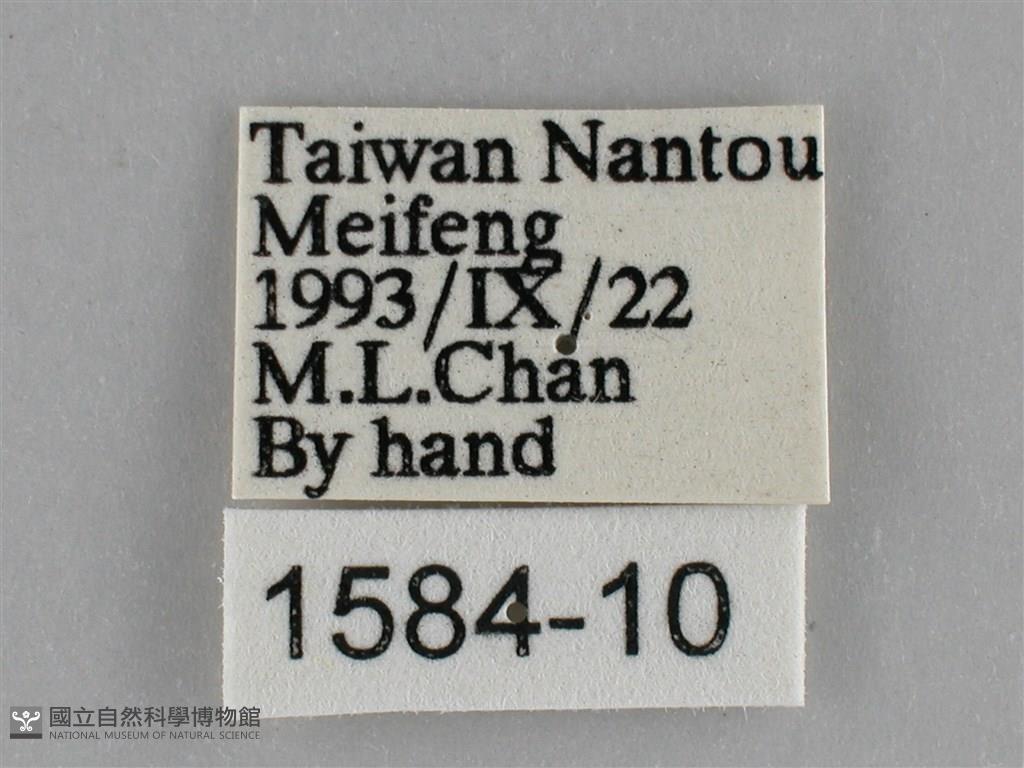 Taiwan Nantou
Meifeng
1993/IX/22
M.L.Chan
By hand
1584-10
國立自然科學博物館
NATIONAL MUSEUM OF NATURAL SCIENCE